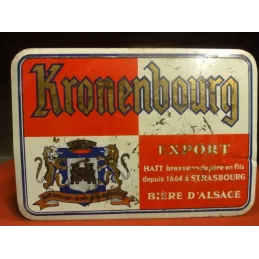 Kronenbourg
EXPORT
HATT brasseurs de père en fils
depuis 1664 à STRASBOURG
BIÈRE D'ALSACE